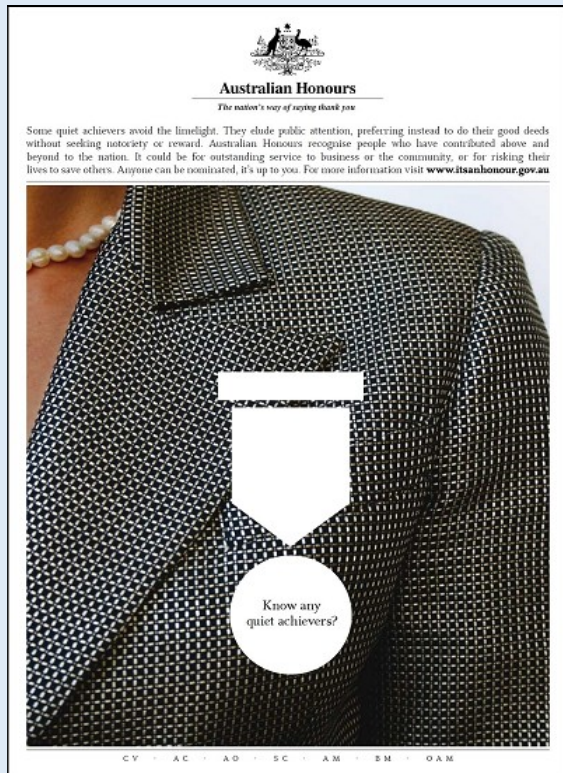 Australian Honours
The nation's way of saying thank you
Some quiet achievers avoid the limelight. They elude public attention, preferring instead to do their good deeds
without seeking notoriety or reward. Australian Honours recognise people who have contributed above and
beyond to the nation. It could be for outstanding service to business or the community, or for risking their
lives to save others. Anyone can be nominated, it's up to you. For more information visit www.itsanhonour.gov.au
Know any
quiet achievers?
CV · AC · AO · SC · AM · BM · OAM